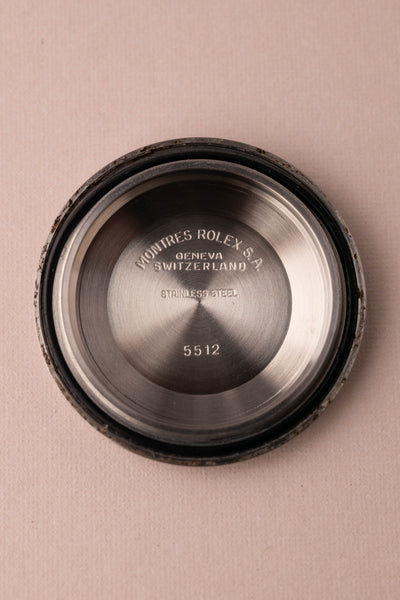 MONTRES ROLEX S.A.
GENEVA
SWITZERLAND
STAINLESS STEEL
5512